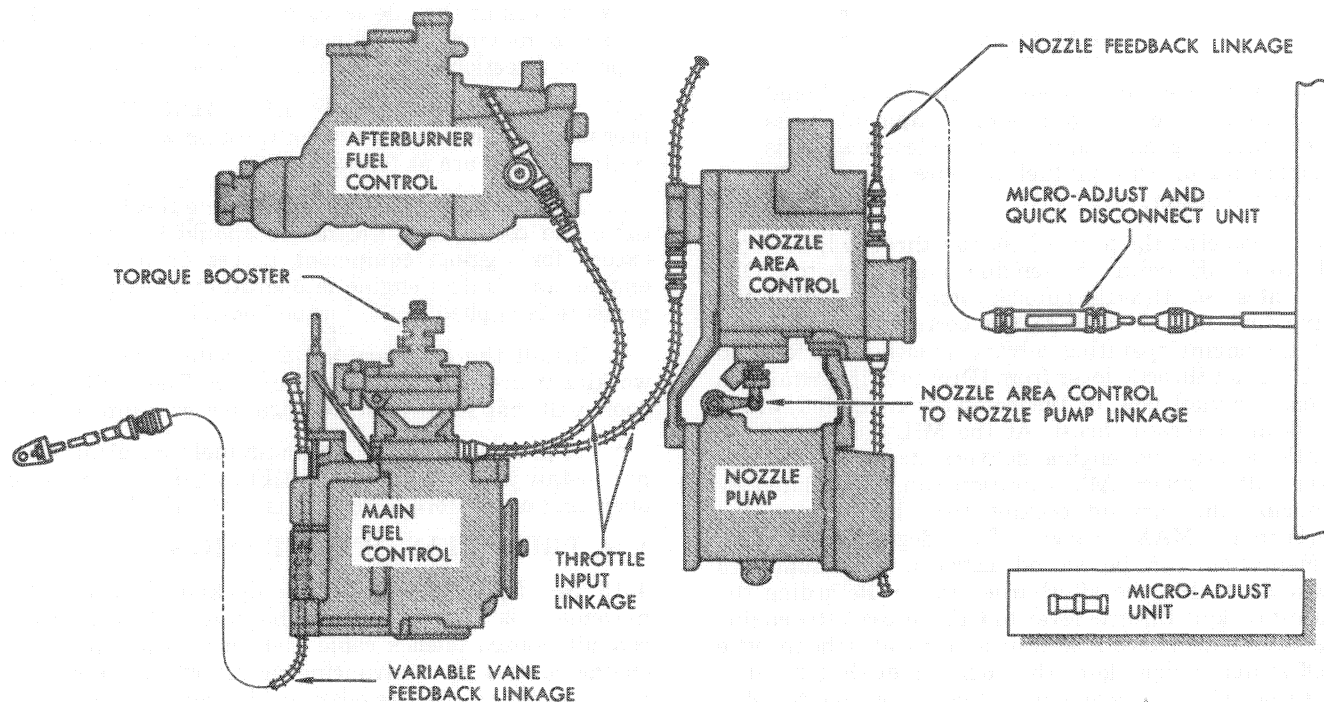 NOZZLE FEEDBACK LINKAGE
AFTERBURNER
FUEL
CONTROL
MICRO-ADJUST AND
QUICK DISCONNECT UNIT
NOZZLE
AREA
CONTROL
TORQUE BOOSTER
NOZZLE AREA CONTROL
TO NOZZLE PUMP LINKAGE
NOZZLE
PUMP
MAIN
FUEL
CONTROL
THROTTLE
INPUT
LINKAGE
MICRO-ADJUST
UNIT
VARIABLE VANE
FEEDBACK LINKAGE